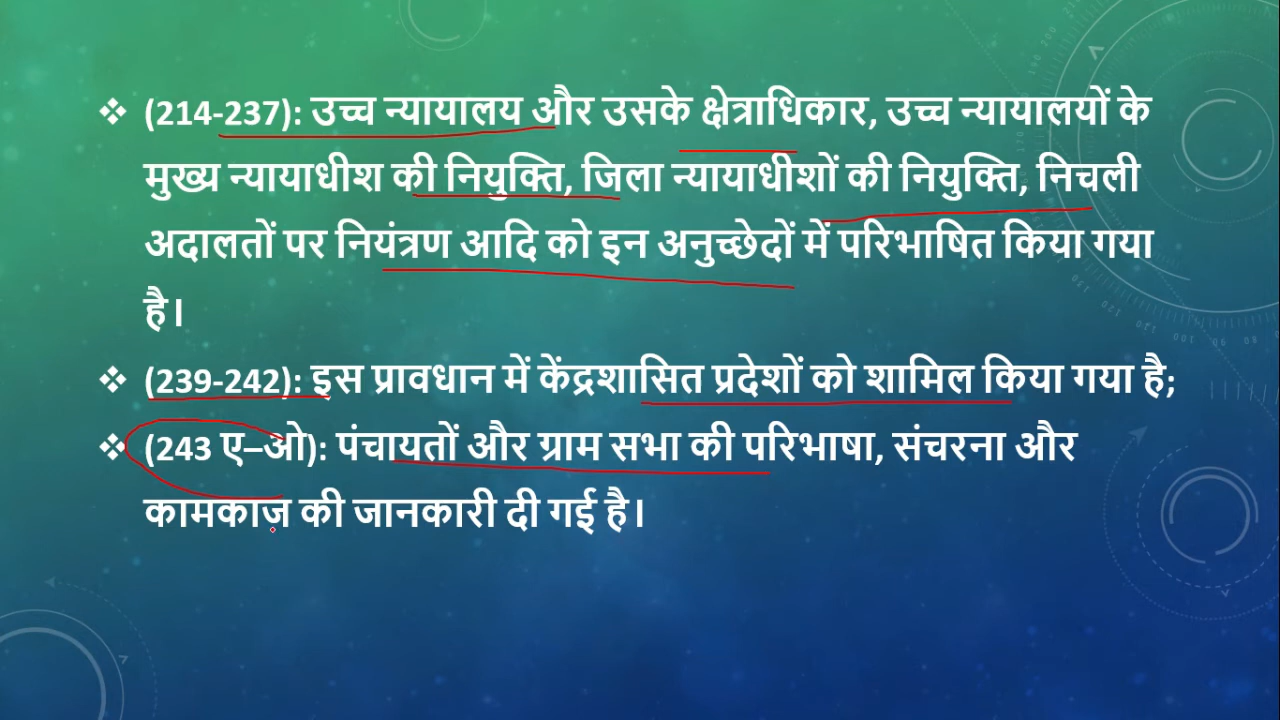 ❖ (214-237): उच्च न्यायालय और उसके क्षेत्राधिकार, उच्च न्यायालयों के
मुख्य न्यायाधीश की नियुक्ति, जिला न्यायाधीशों की नियुक्ति, निचली
अदालतों पर नियंत्रण आदि को इन अनुच्छेदों में परिभाषित किया गया
है।
❖ (239-242): इस प्रावधान में केंद्रशासित प्रदेशों को शामिल किया गया है;
❖ (243 ए–ओ): पंचायतों और ग्राम सभा की परिभाषा, संचरना और
कामकाज़ की जानकारी दी गई है।